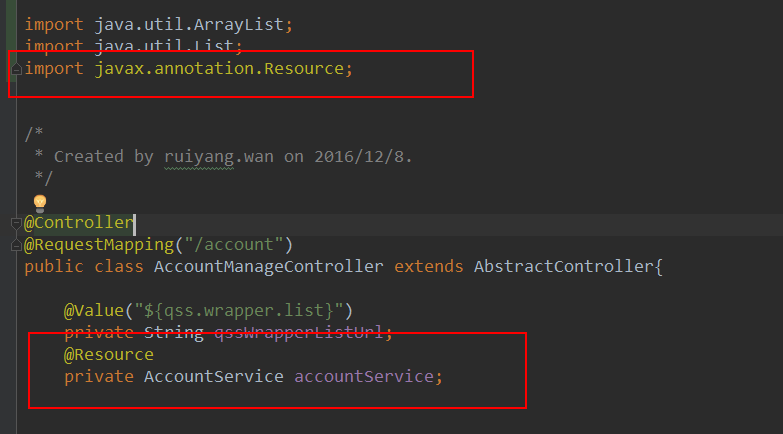 import java.util.ArrayList;
import java.util.List;
import javax.annotation.Resource;
/*
* Created by ruiyang.wan on 2016/12/8.
*/
@Controller
@RequestMapping("/account")
public class AccountManageController extends AbstractController{
@Value("${qss.wrapper.list}")
private String qssWrapperListUrl;
@Resource
private AccountService accountService;